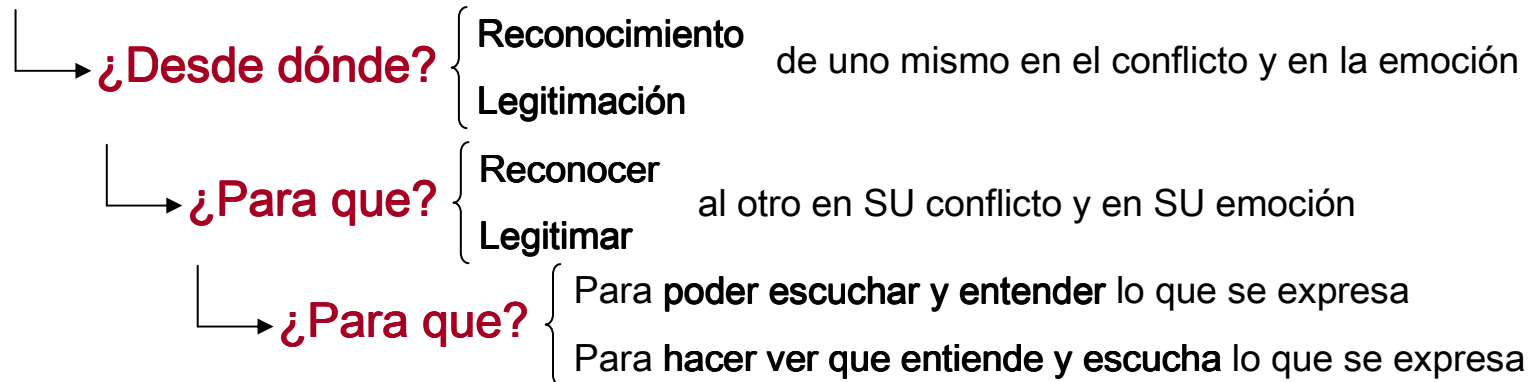 ¿Desde dónde?
Reconocimiento
Legitimación
de uno mismo en el conflicto y en la emoción
¿Para que?
Reconocer
Legitimar
al otro en SU conflicto y en SU emoción
¿Para que?
Para poder escuchar y entender lo que se expresa
Para hacer ver que entiende y escucha lo que se expresa